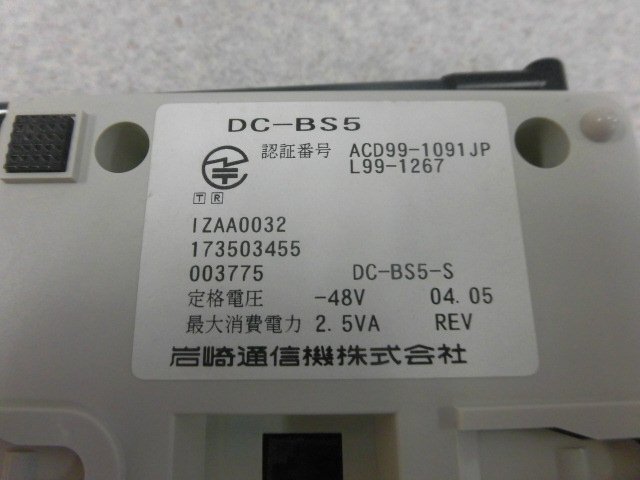 DC-BS5
認証番号 ACD99-1091JP
L99-1267
T R
IZAA0032
173503455
003775 DC-BS5-S
定格電圧 -48V 04.05
最大消費電力 2.5VA REV
岩崎通信機株式会社